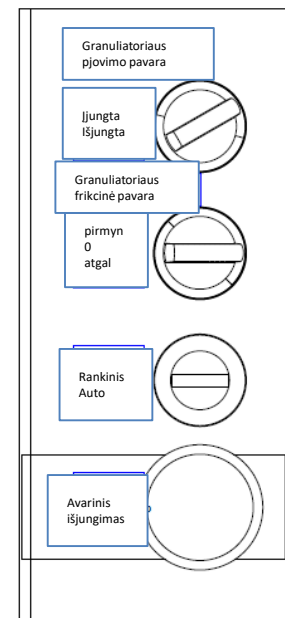 Granuliatoriaus
pjovimo pavara
Įjungta
Išjungta
Granuliatoriaus
frikcinė pavara
pirmyn
0
atgal
Rankinis
Auto
Avarinis
išjungimas